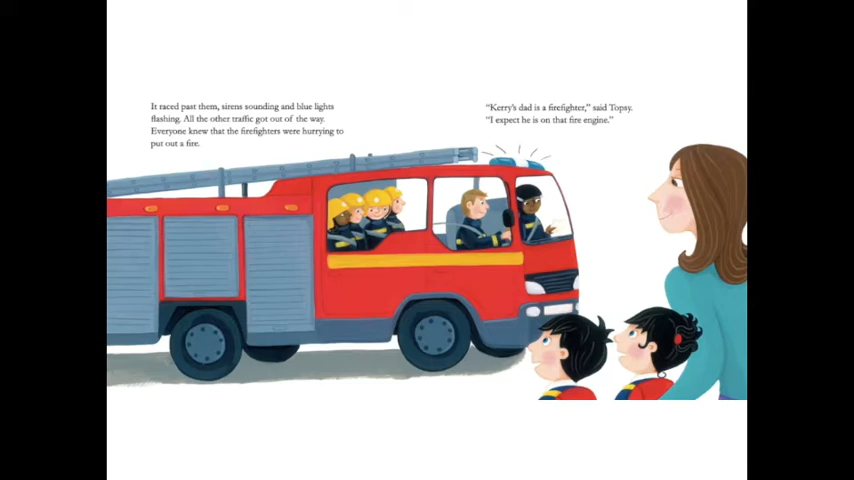 It raced past them, sirens sounding and blue lights
flashing. All the other traffic got out of the way.
Everyone knew that the firefighters were hurrying to
put out a fire.
“Kerry’s dad is a firefighter,” said Topsy.
“I expect he is on that fire engine.”